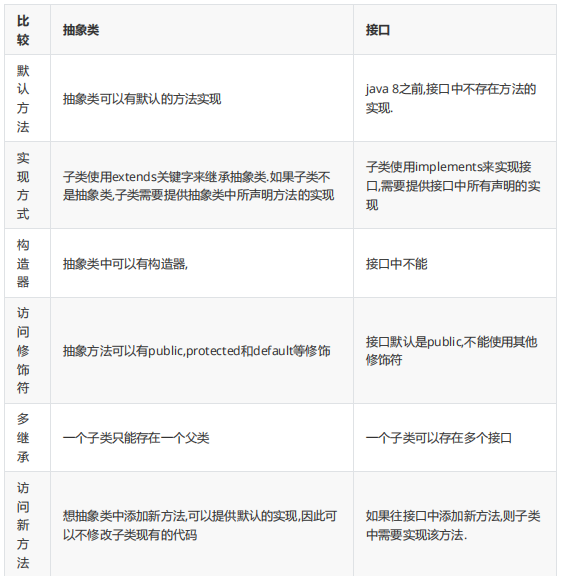 比
较
抽象类
接口
默
认
方
法
抽象类可以有默认的方法实现
java 8之前,接口中不存在方法的
实现.
实
现
方
式
子类使用extends关键字来继承抽象类.如果子类不
是抽象类,子类需要提供抽象类中所声明方法的实现
子类使用implements来实现接
口,需要提供接口中所有声明的实
现
构
造
器
抽象类中可以有构造器,
接口中不能
访
问
修
饰
符
抽象方法可以有public,protected和default等修饰
接口默认是public,不能使用其他
修饰符
多
继
承
一个子类只能存在一个父类
一个子类可以存在多个接口
访
问
新
方
法
想抽象类中添加新方法,可以提供默认的实现,因此可
以不修改子类现有的代码
如果往接口中添加新方法,则子类
中需要实现该方法.